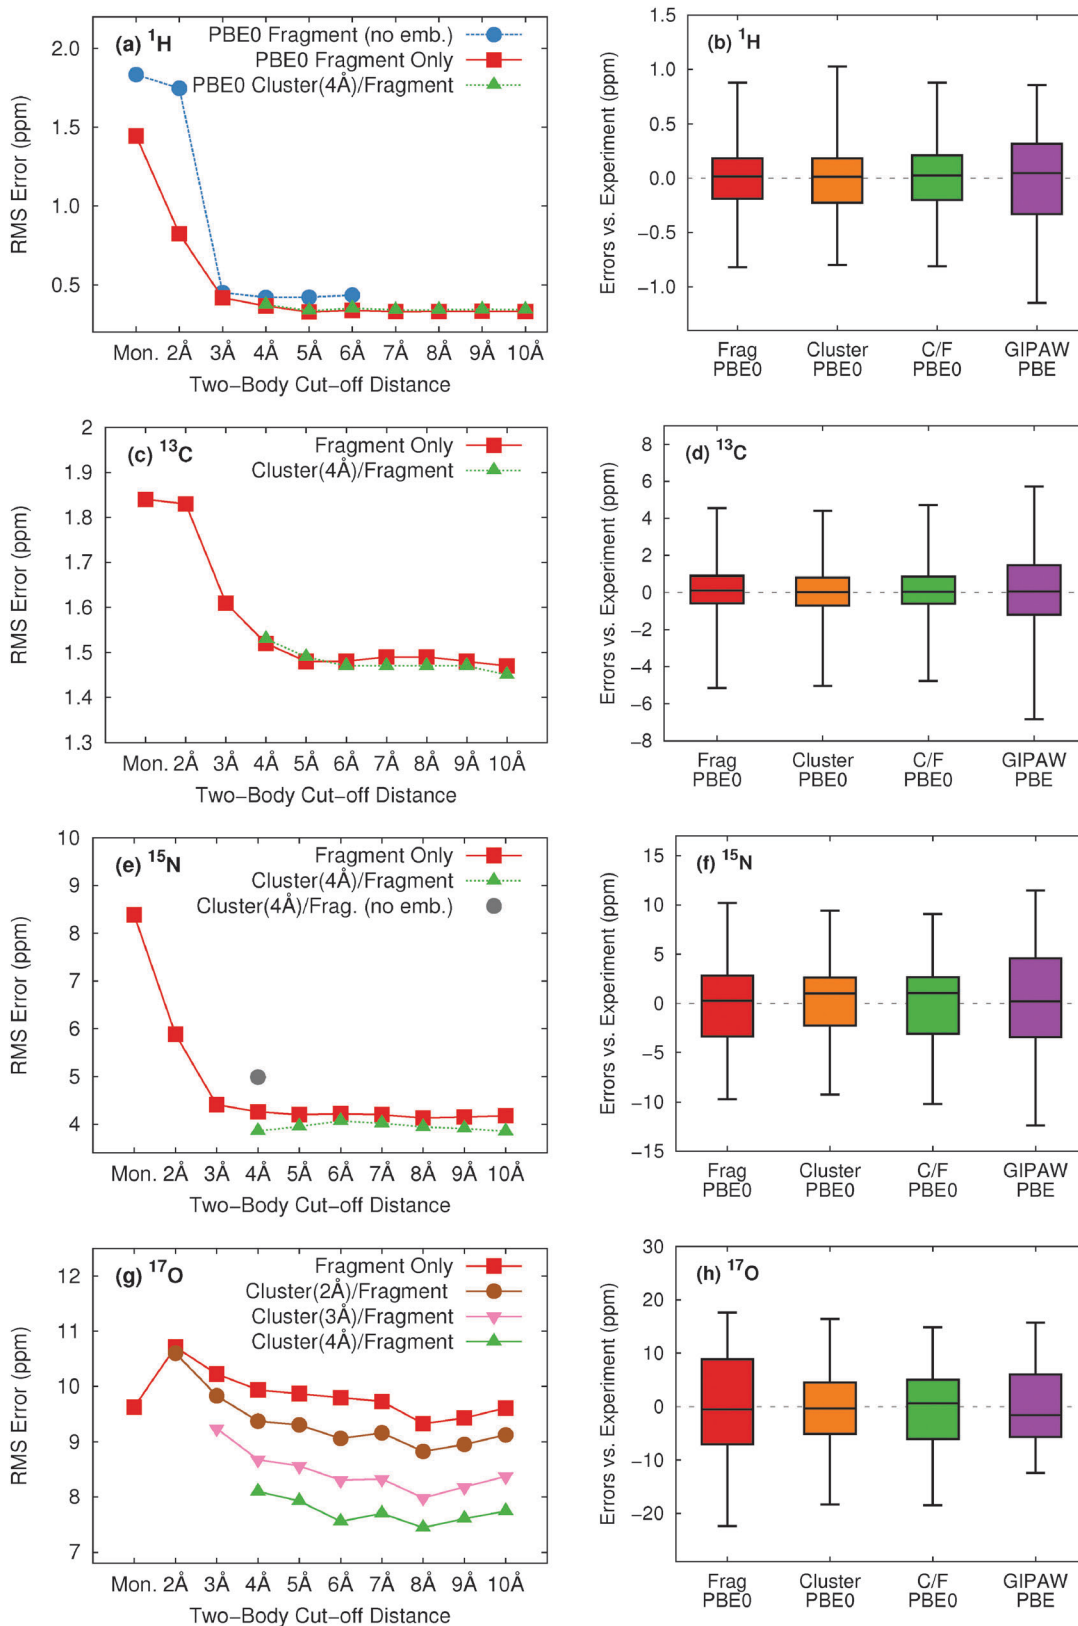 (a) ¹H
PBE0 Fragment (no emb.)
PBE0 Fragment Only
PBE0 Cluster(4Å)/Fragment
RMS Error (ppm)
2.0
1.5
1.0
0.5
Mon. 2Å 3Å 4Å 5Å 6Å 7Å 8Å 9Å 10Å
Two−Body Cut−off Distance
(b) ¹H
Errors vs. Experiment (ppm)
1.5
1.0
0.5
0.0
−0.5
−1.0
Frag Cluster C/F GIPAW
PBE0 PBE0 PBE0 PBE
(c) ¹³C
Fragment Only
Cluster(4Å)/Fragment
RMS Error (ppm)
2
1.9
1.8
1.7
1.6
1.5
1.4
1.3
Mon. 2Å 3Å 4Å 5Å 6Å 7Å 8Å 9Å 10Å
Two−Body Cut−off Distance
(d) ¹³C
Errors vs. Experiment (ppm)
8
6
4
2
0
−2
−4
−6
−8
Frag Cluster C/F GIPAW
PBE0 PBE0 PBE0 PBE
(e) ¹⁵N
Fragment Only
Cluster(4Å)/Fragment
Cluster(4Å)/Frag. (no emb.)
RMS Error (ppm)
10
9
8
7
6
5
4
Mon. 2Å 3Å 4Å 5Å 6Å 7Å 8Å 9Å 10Å
Two−Body Cut−off Distance
(f) ¹⁵N
Errors vs. Experiment (ppm)
15
10
5
0
−5
−10
−15
Frag Cluster C/F GIPAW
PBE0 PBE0 PBE0 PBE
(g) ¹⁷O
Fragment Only
Cluster(2Å)/Fragment
Cluster(3Å)/Fragment
Cluster(4Å)/Fragment
RMS Error (ppm)
12
11
10
9
8
7
Mon. 2Å 3Å 4Å 5Å 6Å 7Å 8Å 9Å 10Å
Two−Body Cut−off Distance
(h) ¹⁷O
Errors vs. Experiment (ppm)
30
20
10
0
−10
−20
Frag Cluster C/F GIPAW
PBE0 PBE0 PBE0 PBE